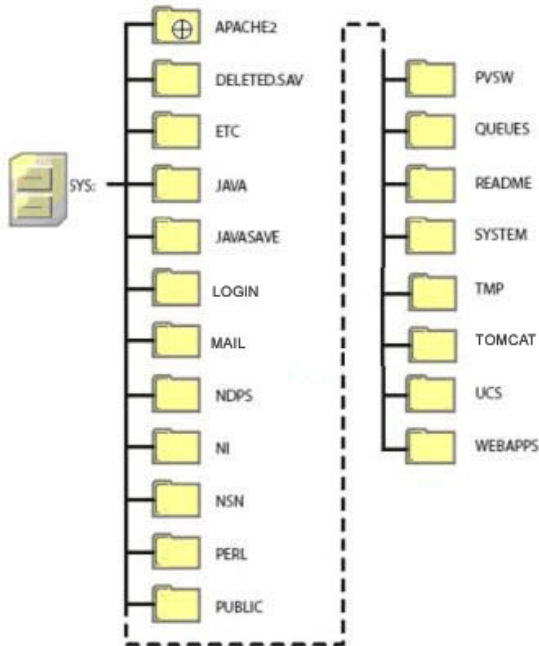 SYS:
APACHE2
DELETED.SAV
ETC
JAVA
JAVASAVE
LOGIN
MAIL
NDPS
NI
NSN
PERL
PUBLIC
PVSW
QUEUES
README
SYSTEM
TMP
TOMCAT
UCS
WEBAPPS